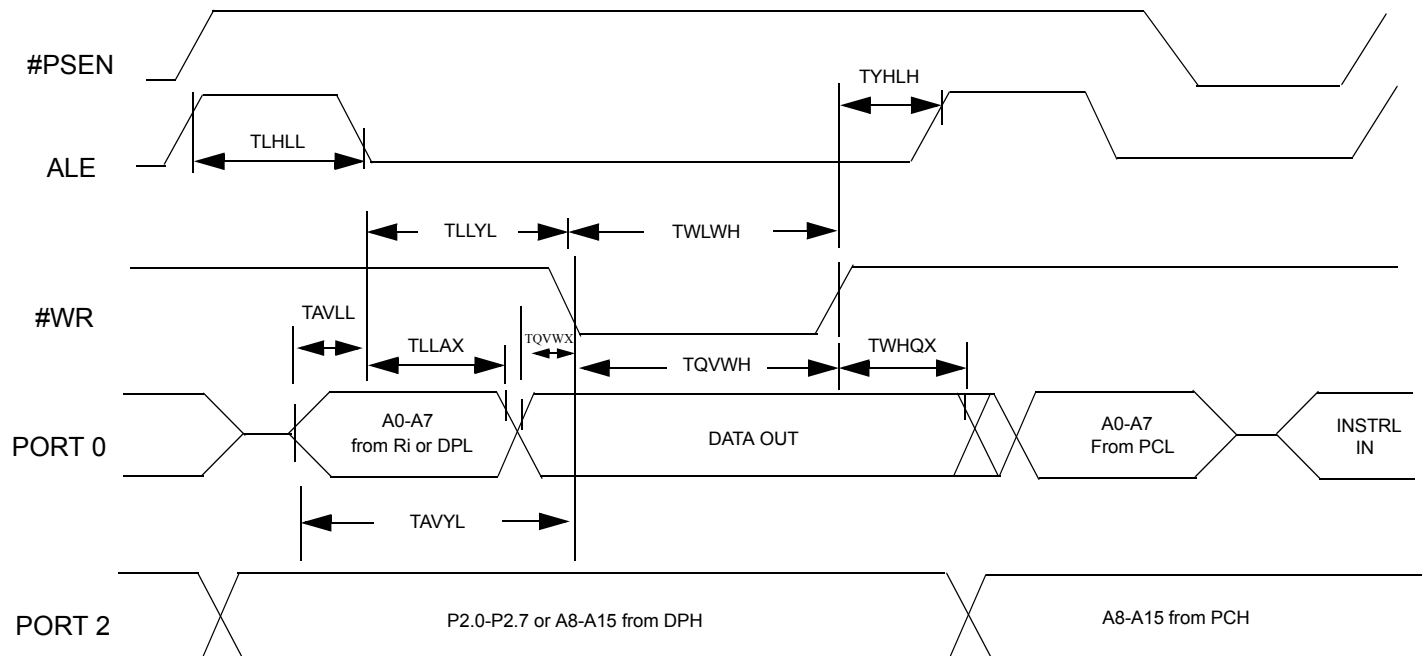 #PSEN
TYHLH
TLHLL
ALE
TLLYL
TWLWH
#WR
TAVLL
TQVWX
TLLAX
TQVWH
TWHQX
PORT 0
A0-A7
from Ri or DPL
DATA OUT
A0-A7
From PCL
INSTRL
IN
TAVYL
PORT 2
P2.0-P2.7 or A8-A15 from DPH
A8-A15 from PCH